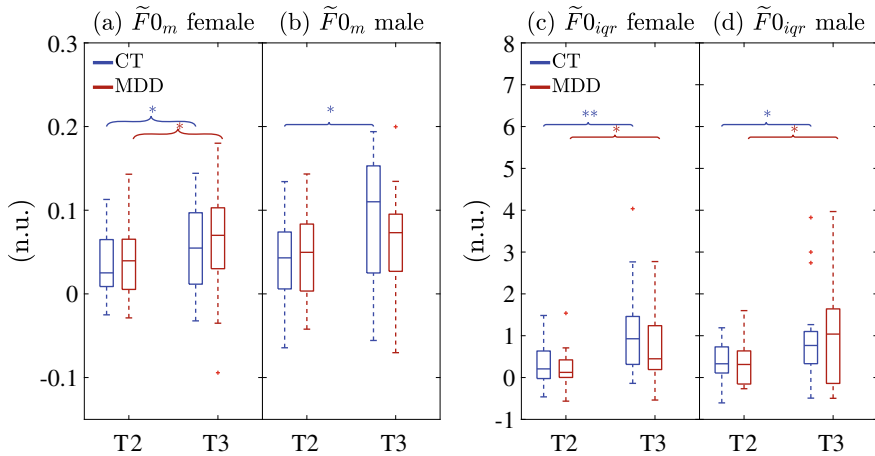 (a) F̃0ₘ female (b) F̃0ₘ male (c) F̃0ᵢqᵣ female (d) F̃0ᵢqᵣ male
0.3 8
CT CT
7
MDD MDD
* * ** *
0.2 * 6 * *
5
0.1 4
(n.u.) (n.u.)
3
0 2
1
-0.1 0
-1
T2 T3 T2 T3 T2 T3 T2 T3